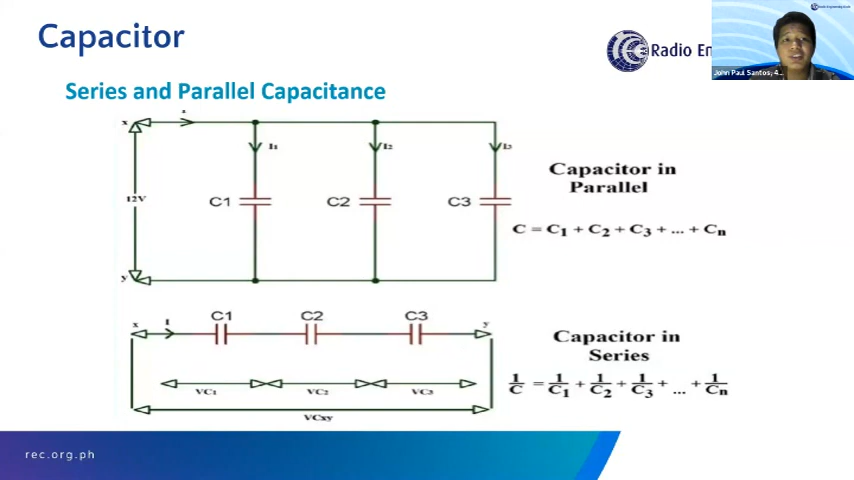 Capacitor
Radio En
John Paul Santos, 4...
Series and Parallel Capacitance
x
I1
I2
I3
12V
C1
C2
C3
Capacitor in
Parallel
C = C1 + C2 + C3 + ... + Cn
y
C1
C2
C3
x
I
y
Capacitor in
Series
1/C = 1/C1 + 1/C2 + 1/C3 + ... + 1/Cn
VC1
VC2
VC3
VCxy
rec.org.ph